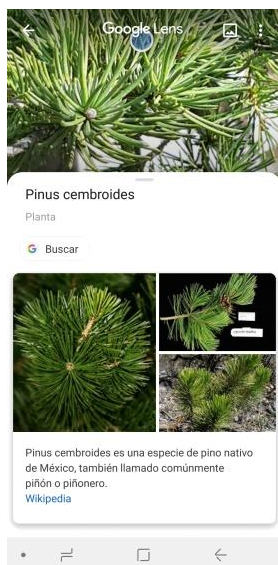 Google Lens
Pinus cembroides
Planta
G Buscar
Pinus cembroides es una especie de pino nativo
de México, también llamado comúnmente
piñón o piñonero.
Wikipedia